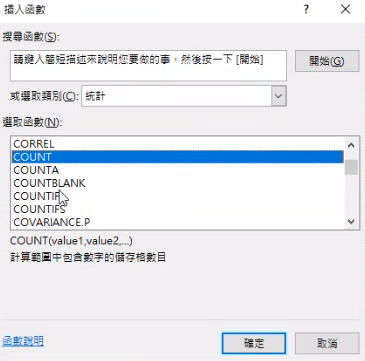 插入函數
?
搜尋函數(S):
請鍵入簡短描述來說明您要做的事，然後按一下 [開始]
開始(G)
或選取類別(C): 統計
選取函數(N):
CORREL
COUNT
COUNTA
COUNTBLANK
COUNTIF
COUNTIFS
COVARIANCE.P
COUNT(value1,value2,...)
計算範圍中包含數字的儲存格數目
函數說明
確定
取消